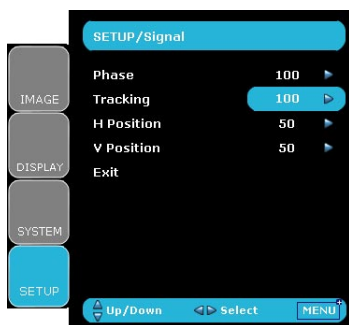 SETUP/Signal
Phase 100
Tracking 100
H Position 50
V Position 50
Exit
IMAGE
DISPLAY
SYSTEM
SETUP
Up/Down Select MENU